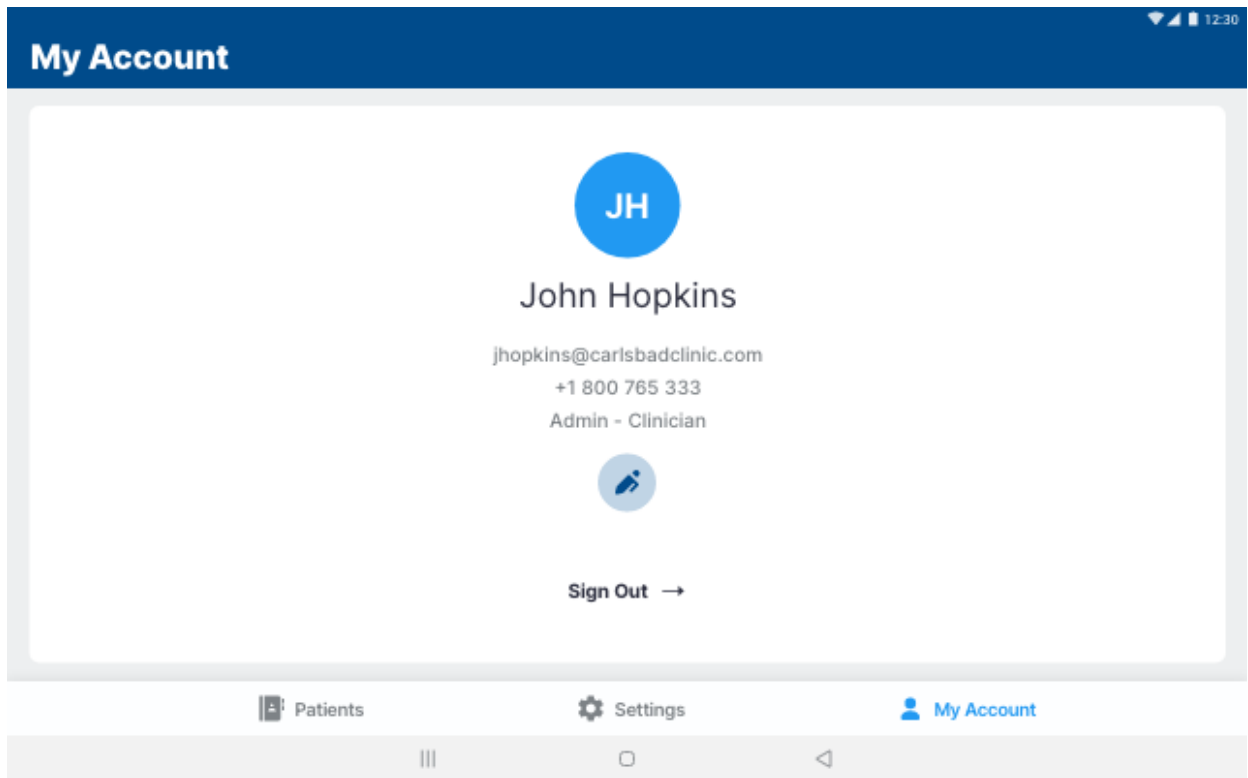 12:30
My Account
JH
John Hopkins
jhopkins@carlsbadclinic.com
+1 800 765 333
Admin - Clinician
Sign Out →
Patients
Settings
My Account